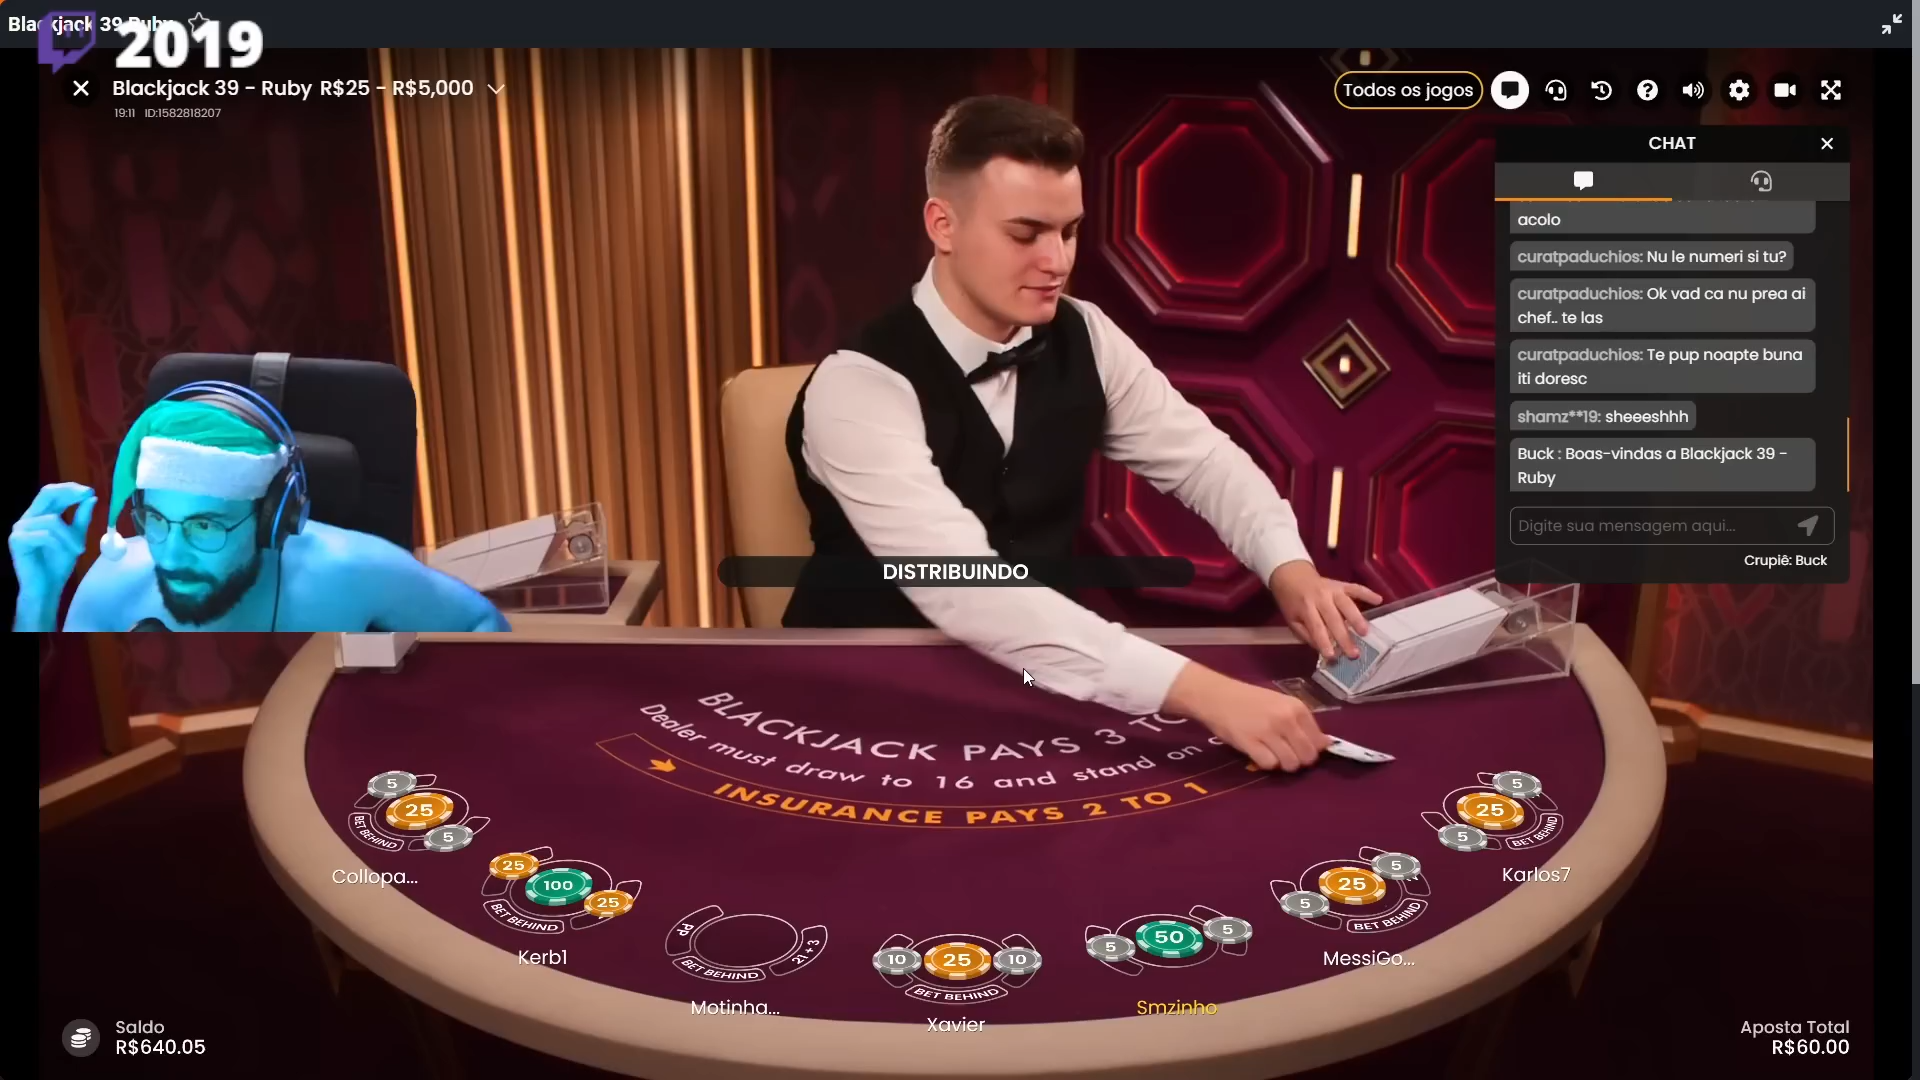 Blackjack 39 Ruby
2019
Blackjack 39 - Ruby R$25 - R$5,000
19:11 ID:1582818207
Todos os jogos
CHAT
acolo
curatpaduchios: Nu le numeri si tu?
curatpaduchios: Ok vad ca nu prea ai
chef.. te las
curatpaduchios: Te pup noapte buna
iti doresc
shamz**19: sheeeshhh
Buck : Boas-vindas a Blackjack 39 -
Ruby
Digite sua mensagem aqui...
Crupiê: Buck
DISTRIBUINDO
BLACKJACK PAYS 3 TO
Dealer must draw to 16 and stand on
INSURANCE PAYS 2 TO 1
5
25
5
BET BEHIND
Collopa...
25
100
25
BET BEHIND
Kerb1
PP
21+3
BET BEHIND
Motinha...
10
25
10
BET BEHIND
Xavier
5
50
5
Smzinho
5
25
5
BET BEHIND
MessiGo...
5
25
5
BET BEHIND
Karlos7
Saldo
R$640.05
Aposta Total
R$60.00